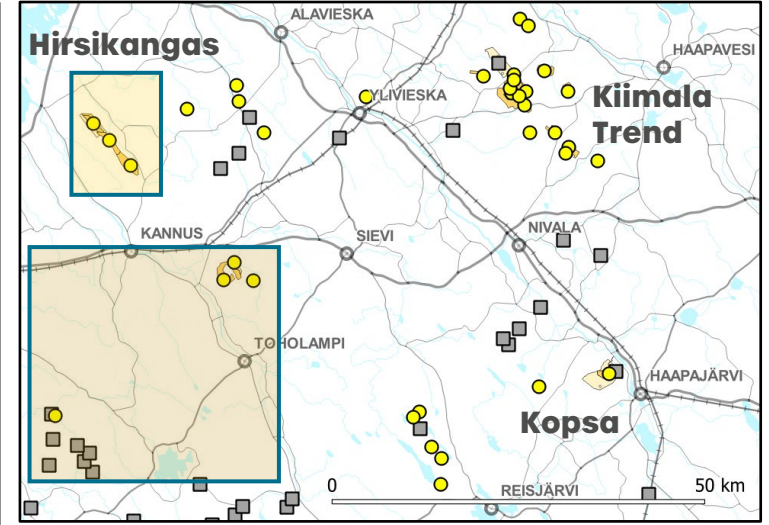 ALAVIESKA
Hirsikangas
HAAPAVESI
YLIVIESKA
Kiimala
Trend
KANNUS
SIEVI
NIVALA
TOHOLAMPI
HAAPAJÄRVI
Kopsa
0
50 km
REISJÄRVI